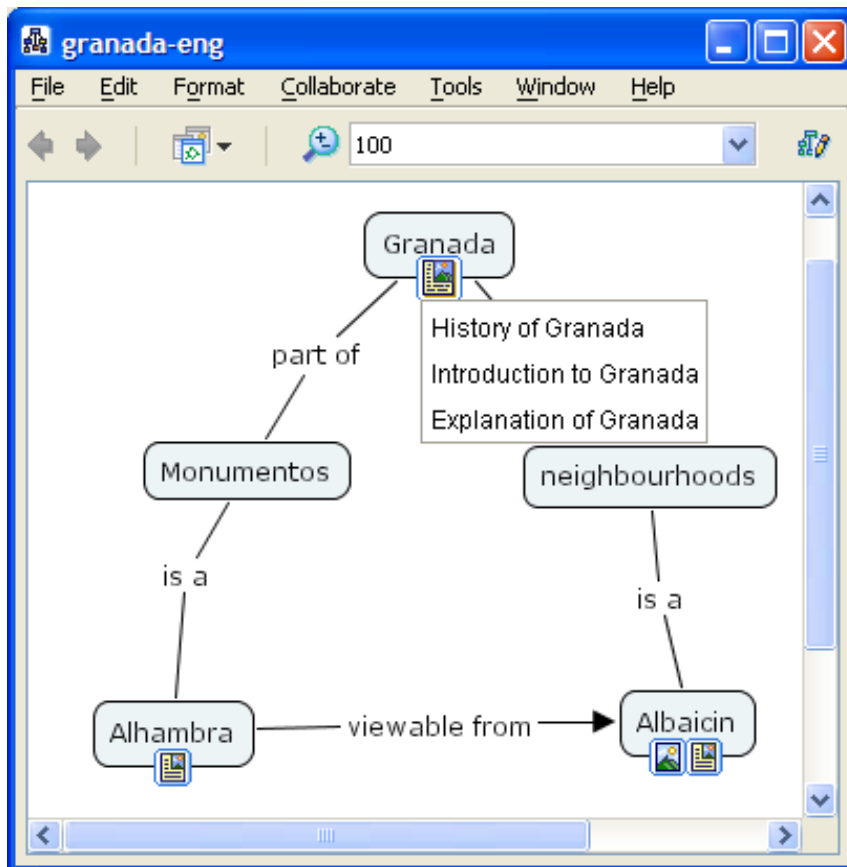 granada-eng
File Edit Format Collaborate Tools Window Help
100
Granada
History of Granada
Introduction to Granada
Explanation of Granada
part of
Monumentos
neighbourhoods
is a
is a
Alhambra
viewable from
Albaicin